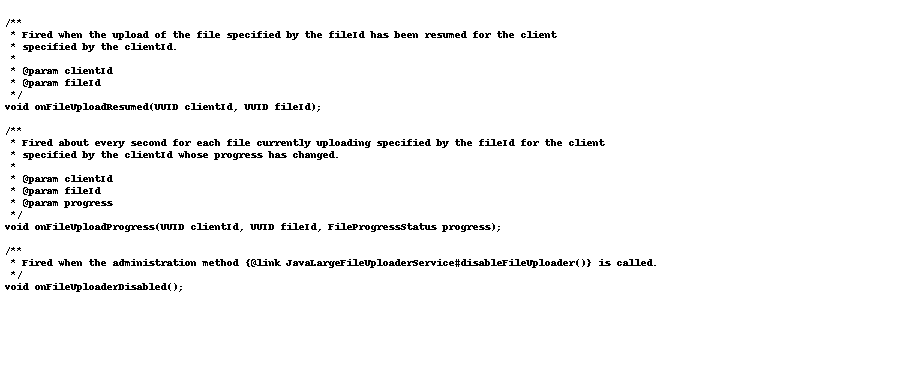 /**
 * Fired when the upload of the file specified by the fileId has been resumed for the client
 * specified by the clientId.
 *
 * @param clientId
 * @param fileId
 */
void onFileUploadResumed(UUID clientId, UUID fileId);
/**
 * Fired about every second for each file currently uploading specified by the fileId for the client
 * specified by the clientId whose progress has changed.
 *
 * @param clientId
 * @param fileId
 * @param progress
 */
void onFileUploadProgress(UUID clientId, UUID fileId, FileProgressStatus progress);
/**
 * Fired when the administration method {@link JavaLargeFileUploaderService#disableFileUploader()} is called.
 */
void onFileUploaderDisabled();